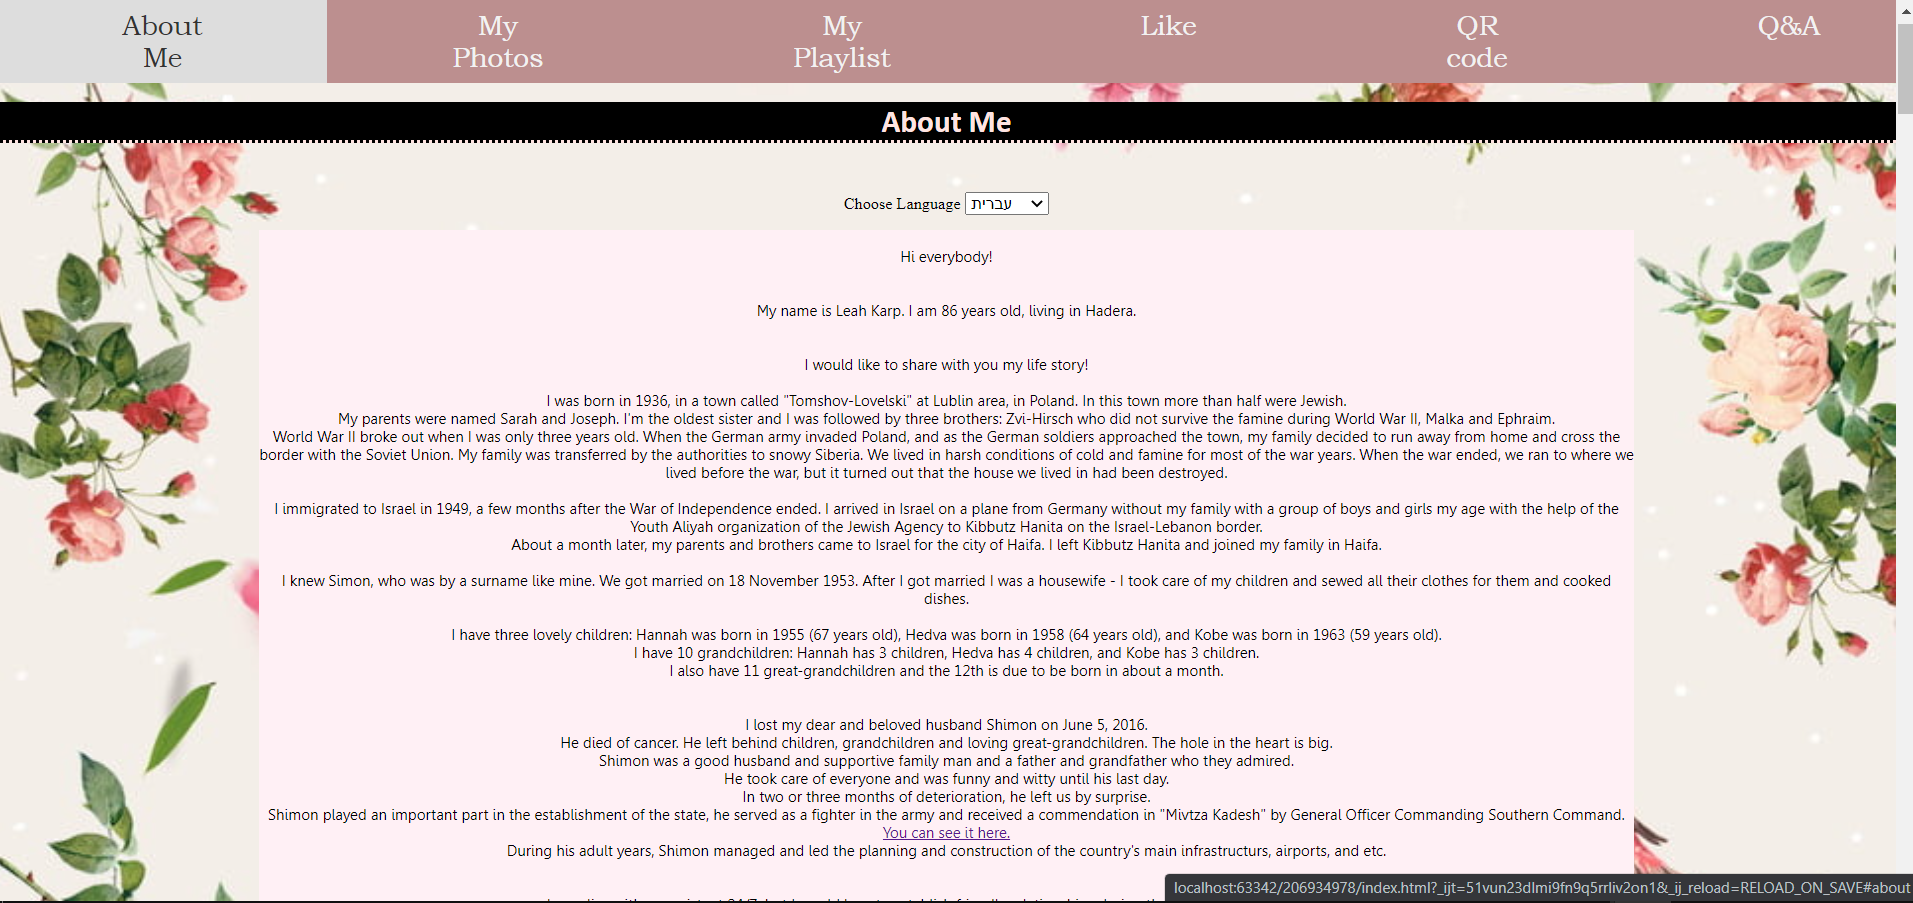 About
Me
My
Photos
My
Playlist
Like
QR
code
Q&A
About Me
Choose Language עברית
Hi everybody!
My name is Leah Karp. I am 86 years old, living in Hadera.
I would like to share with you my life story!
I was born in 1936, in a town called "Tomshov-Lovelski" at Lublin area, in Poland. In this town more than half were Jewish.
My parents were named Sarah and Joseph. I'm the oldest sister and I was followed by three brothers: Zvi-Hirsch who did not survive the famine during World War II, Malka and Ephraim.
World War II broke out when I was only three years old. When the German army invaded Poland, and as the German soldiers approached the town, my family decided to run away from home and cross the
border with the Soviet Union. My family was transferred by the authorities to snowy Siberia. We lived in harsh conditions of cold and famine for most of the war years. When the war ended, we ran to where we
lived before the war, but it turned out that the house we lived in had been destroyed.
I immigrated to Israel in 1949, a few months after the War of Independence ended. I arrived in Israel on a plane from Germany without my family with a group of boys and girls my age with the help of the
Youth Aliyah organization of the Jewish Agency to Kibbutz Hanita on the Israel-Lebanon border.
About a month later, my parents and brothers came to Israel for the city of Haifa. I left Kibbutz Hanita and joined my family in Haifa.
I knew Simon, who was by a surname like mine. We got married on 18 November 1953. After I got married I was a housewife - I took care of my children and sewed all their clothes for them and cooked
dishes.
I have three lovely children: Hannah was born in 1955 (67 years old), Hedva was born in 1958 (64 years old), and Kobe was born in 1963 (59 years old).
I have 10 grandchildren: Hannah has 3 children, Hedva has 4 children, and Kobe has 3 children.
I also have 11 great-grandchildren and the 12th is due to be born in about a month.
I lost my dear and beloved husband Shimon on June 5, 2016.
He died of cancer. He left behind children, grandchildren and loving great-grandchildren. The hole in the heart is big.
Shimon was a good husband and supportive family man and a father and grandfather who they admired.
He took care of everyone and was funny and witty until his last day.
In two or three months of deterioration, he left us by surprise.
Shimon played an important part in the establishment of the state, he served as a fighter in the army and received a commendation in "Mivtza Kadesh" by General Officer Commanding Southern Command.
You can see it here.
During his adult years, Shimon managed and led the planning and construction of the country's main infrastructurs, airports, and etc.
localhost:63342/206934978/index.html?_ijt=51vun23dlmi9fn9q5rrliv2on1&_ij_reload=RELOAD_ON_SAVE#about